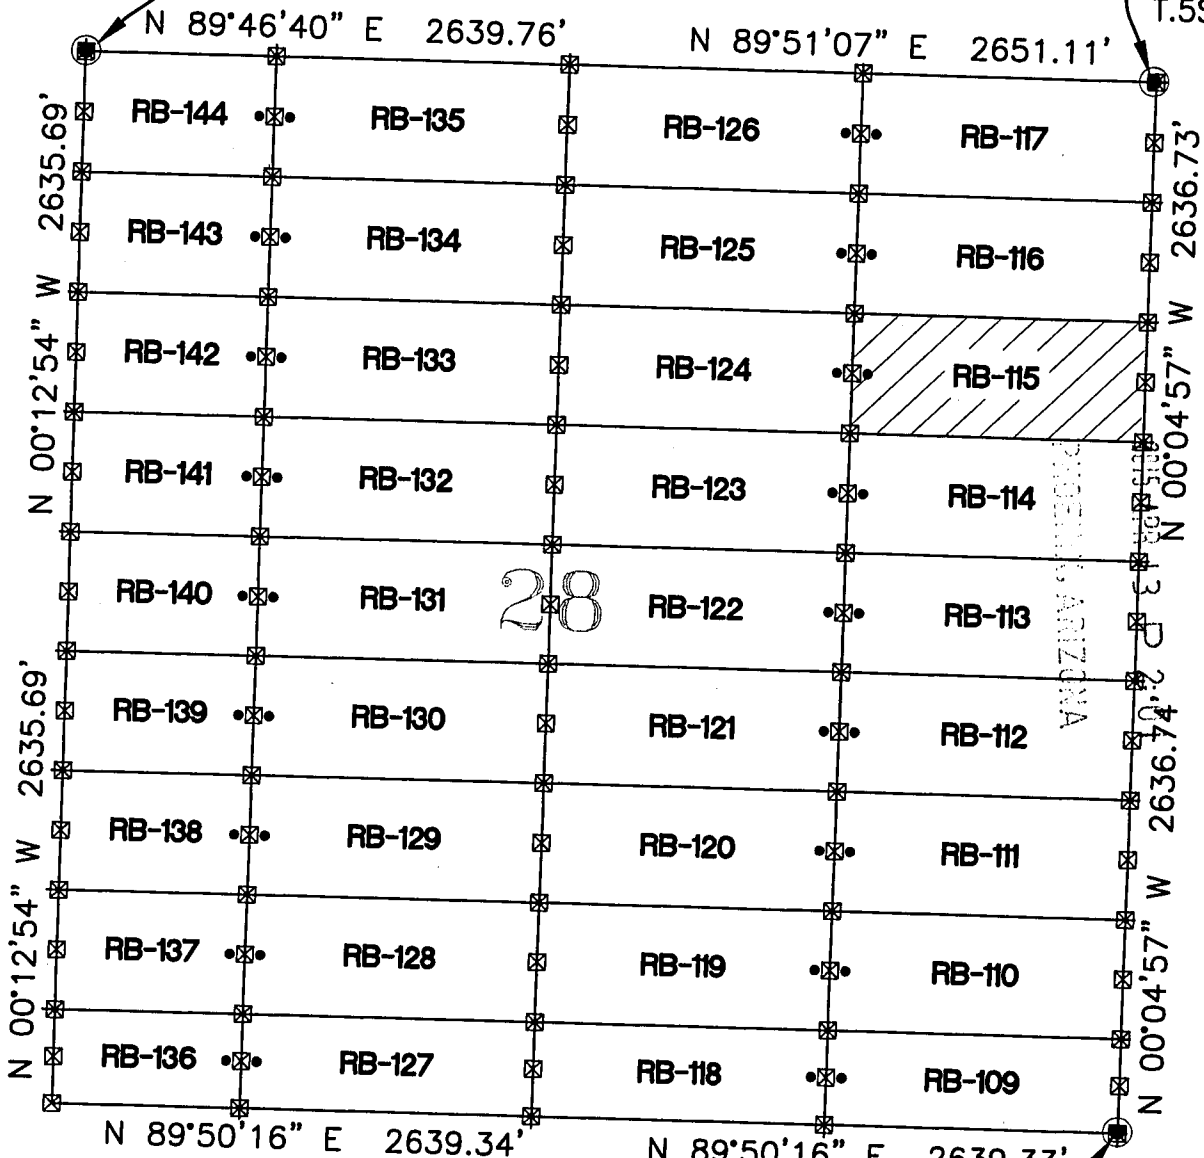 T.5S
N 89°46'40" E 2639.76'
N 89°51'07" E 2651.11'
2635.69'
N 00°12'54" W
2636.73'
N 00°04'57" W
RB-144 RB-135 RB-126 RB-117
RB-143 RB-134 RB-125 RB-116
RB-142 RB-133 RB-124 RB-115
RB-141 RB-132 RB-123 RB-114
RB-140 RB-131 28 RB-122 RB-113
RB-139 RB-130 RB-121 RB-112
RB-138 RB-129 RB-120 RB-111
RB-137 RB-128 RB-119 RB-110
RB-136 RB-127 RB-118 RB-109
ARIZONA
2635.69'
N 00°12'54" W
2636.74'
N 00°04'57" W
N 89°50'16" E 2639.34'
N 89°50'16" E 2639.33'